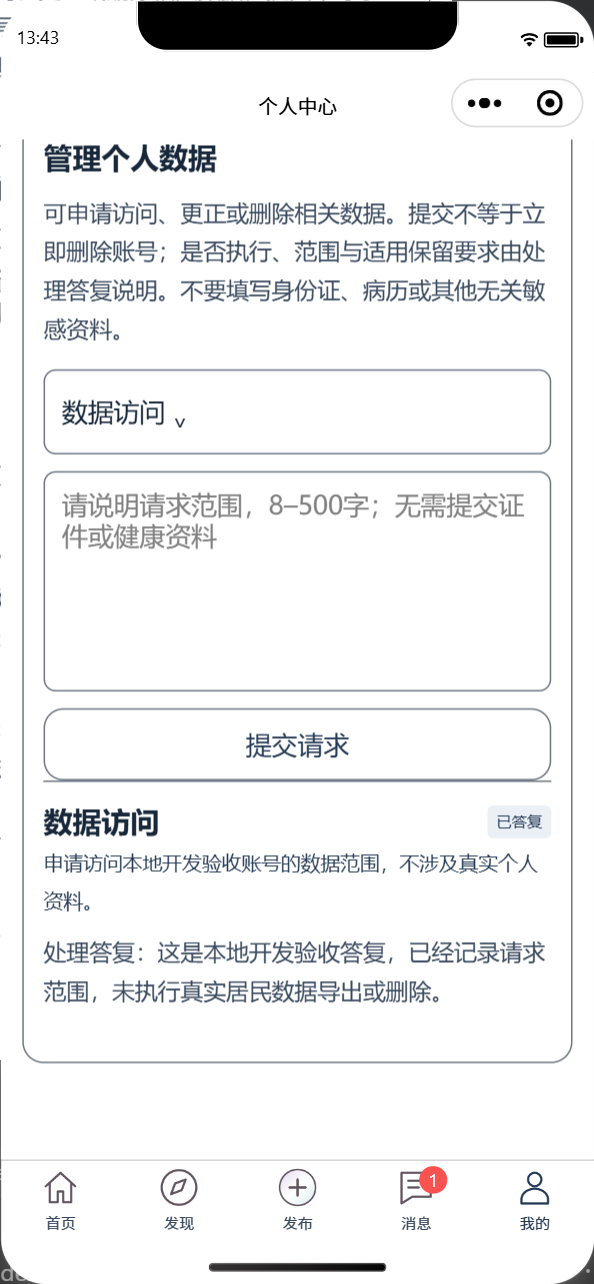 13:43
个人中心
管理个人数据
可申请访问、更正或删除相关数据。提交不等于立
即删除账号；是否执行、范围与适用保留要求由处
理答复说明。不要填写身份证、病历或其他无关敏
感资料。
数据访问
请说明请求范围，8–500字；无需提交证
件或健康资料
提交请求
数据访问
已答复
申请访问本地开发验收账号的数据范围，不涉及真实个人
资料。
处理答复：这是本地开发验收答复，已经记录请求
范围，未执行真实居民数据导出或删除。
1
首页
发现
发布
消息
我的